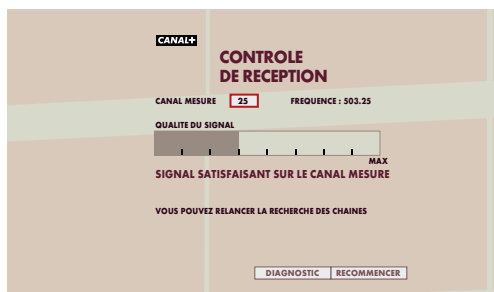 CANAL+
CONTROLE
DE RECEPTION
CANAL MESURE 25 FREQUENCE : 503.25
QUALITE DU SIGNAL
MAX
SIGNAL SATISFAISANT SUR LE CANAL MESURE
VOUS POUVEZ RELANCER LA RECHERCHE DES CHAINES
DIAGNOSTIC RECOMMENCER